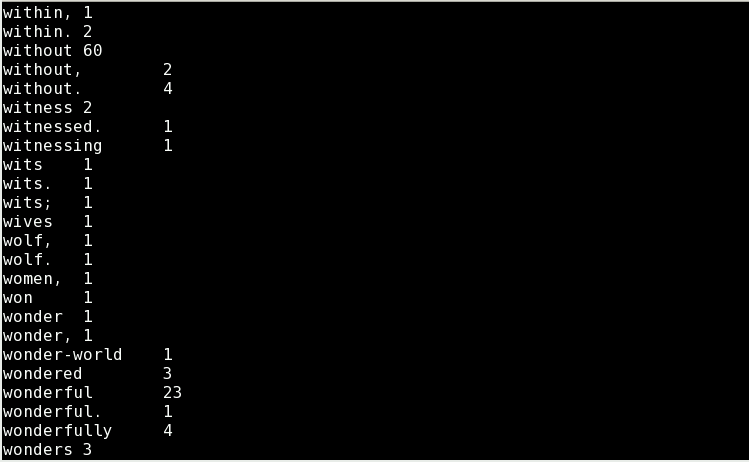 within, 1
within. 2
without 60
without, 2
without. 4
witness 2
witnessed. 1
witnessing 1
wits 1
wits. 1
wits; 1
wives 1
wolf, 1
wolf. 1
women, 1
won 1
wonder 1
wonder, 1
wonder-world 1
wondered 3
wonderful 23
wonderful. 1
wonderfully 4
wonders 3